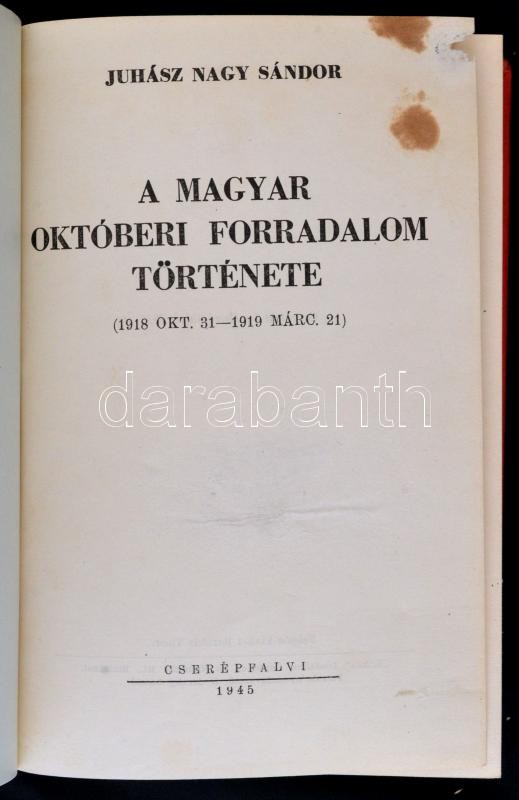 JUHÁSZ NAGY SÁNDOR
A MAGYAR
OKTÓBERI FORRADALOM
TÖRTÉNETE
(1918 OKT. 31—1919 MÁRC. 21)
darabanth
CSERÉPFALVI
1945